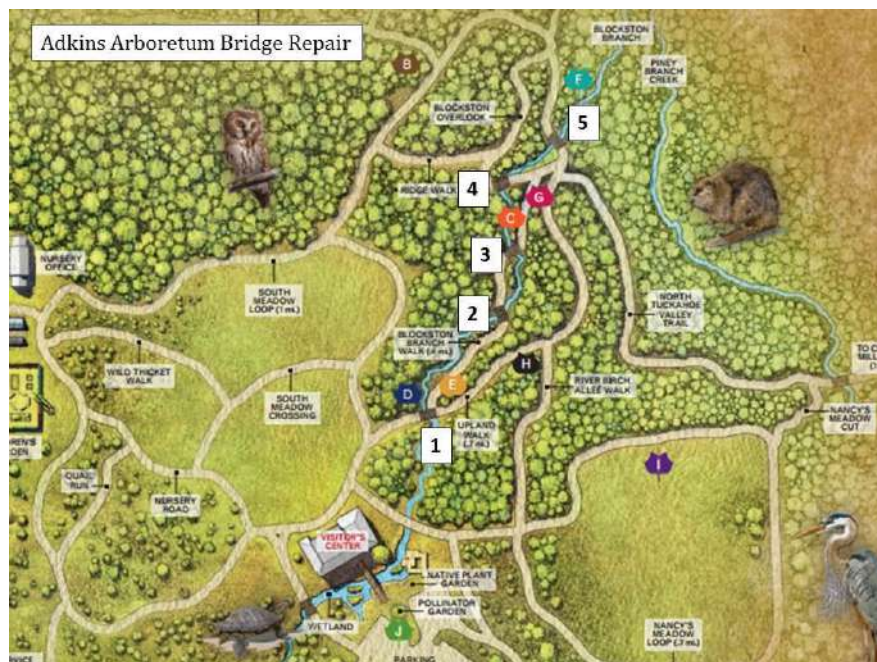 Adkins Arboretum Bridge Repair
BLOCKSTON
BRANCH
B
F
PINEY
BRANCH
CREEK
BLOCKSTON
OVERLOOK
5
RIDGE WALK
4
G
C
NURSERY
OFFICE
3
SOUTH
MEADOW
LOOP (1 mi.)
2
NORTH
TUCKAHOE
VALLEY
TRAIL
BLOCKSTON
BRANCH
WALK
WILD THICKET
WALK
H
D
E
RIVER BIRCH
ALLEE WALK
SOUTH
MEADOW
CROSSING
NANCY'S
MEADOW
CUT
1
UPLAND
WALK
(.7 mi.)
I
QUAIL
RUN
NURSERY
ROAD
VISITOR'S
CENTER
NATIVE PLANT
GARDEN
POLLINATOR
GARDEN
WETLAND
J
NANCY'S
MEADOW
LOOP (.7 mi.)
PARKING